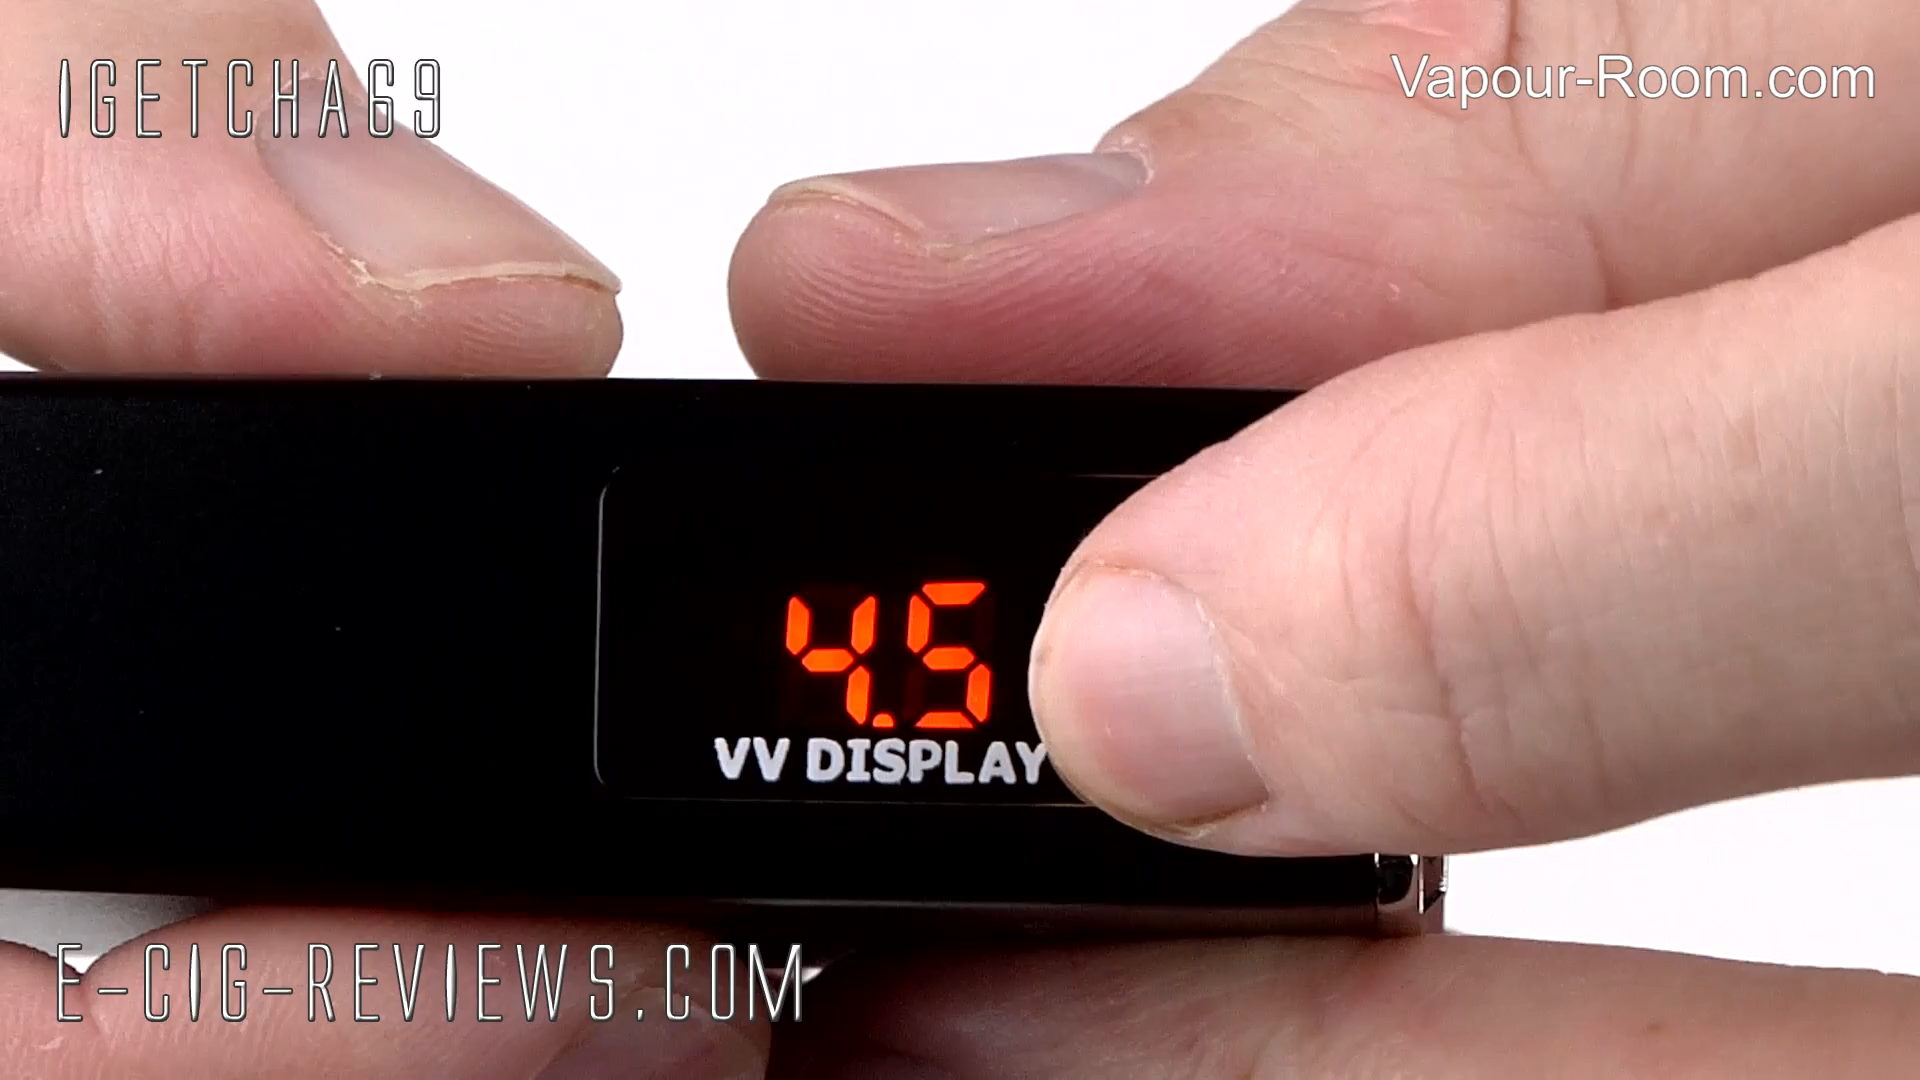 IGETCHA69
Vapour-Room.com
4.5
VV DISPLAY
E-CIG-REVIEWS.COM